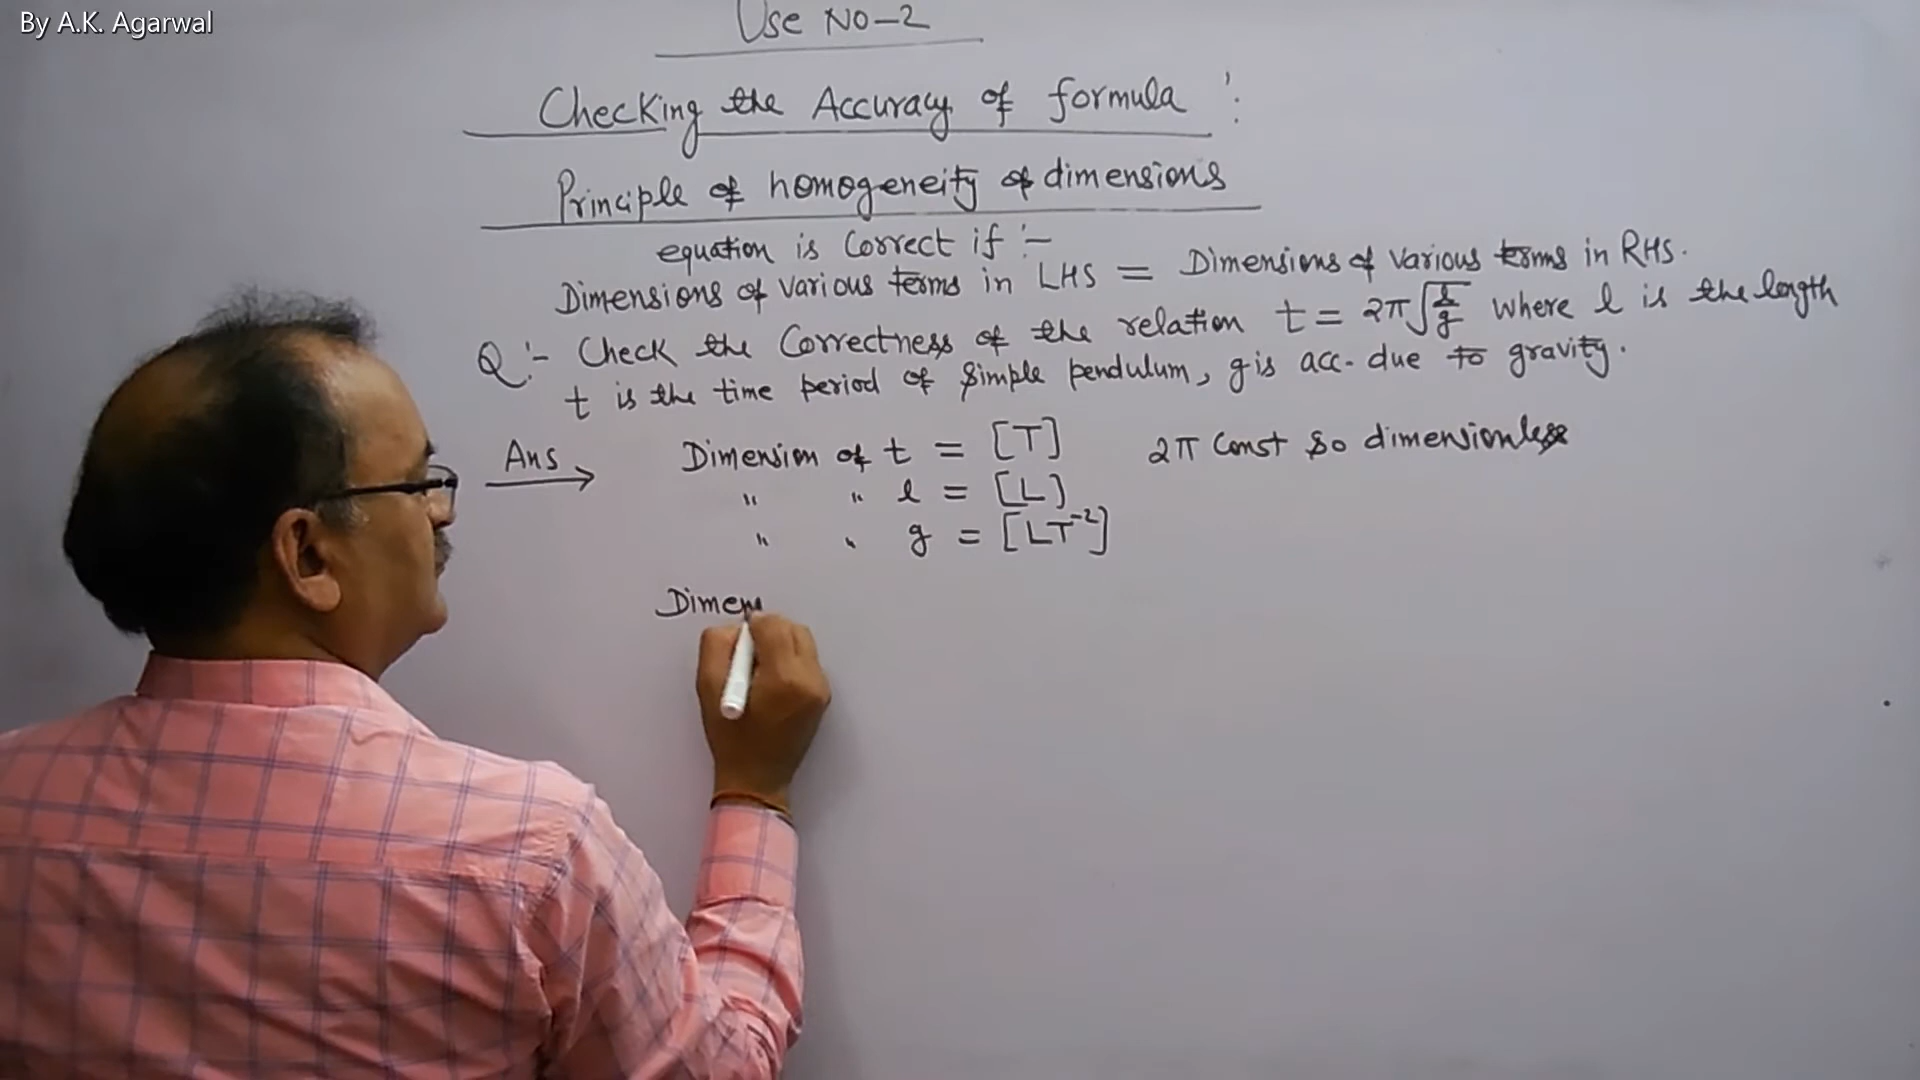 By A.K. Agarwal
Use NO-2
Checking the Accuracy of formula :
Principle of homogeneity of dimensions
equation is Correct if :-
Dimensions of various terms in LHS = Dimensions of various terms in RHS.
Q:- Check the Correctness of the relation t = 2π√(l/g) where l is the length
t is the time period of simple pendulum, g is acc. due to gravity.
Ans → Dimension of t = [T] 2π Const so dimensionless
" " l = [L]
" " g = [LT⁻²]
Dimen